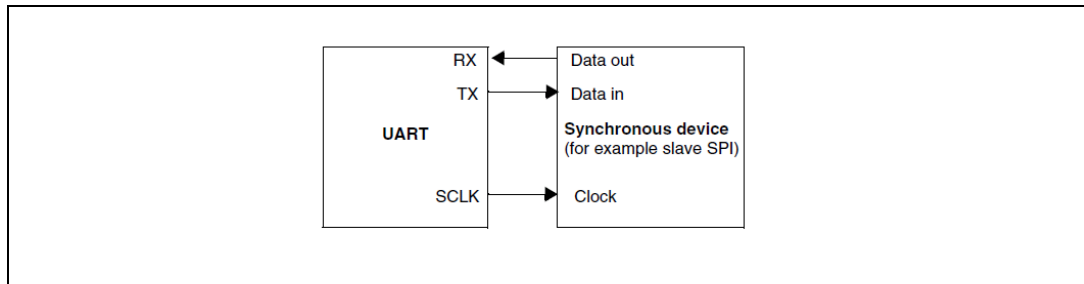 RX
Data out
TX
Data in
UART
Synchronous device
(for example slave SPI)
SCLK
Clock